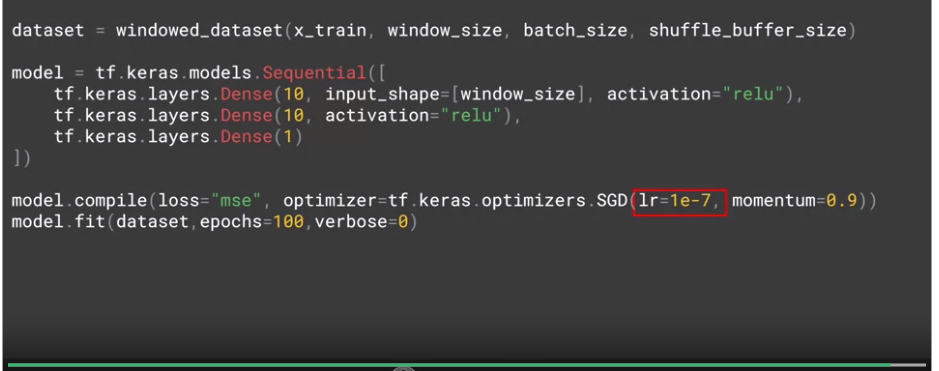 dataset = windowed_dataset(x_train, window_size, batch_size, shuffle_buffer_size)
model = tf.keras.models.Sequential([
    tf.keras.layers.Dense(10, input_shape=[window_size], activation="relu"),
    tf.keras.layers.Dense(10, activation="relu"),
    tf.keras.layers.Dense(1)
])
model.compile(loss="mse", optimizer=tf.keras.optimizers.SGD(lr=1e-7, momentum=0.9))
model.fit(dataset,epochs=100,verbose=0)